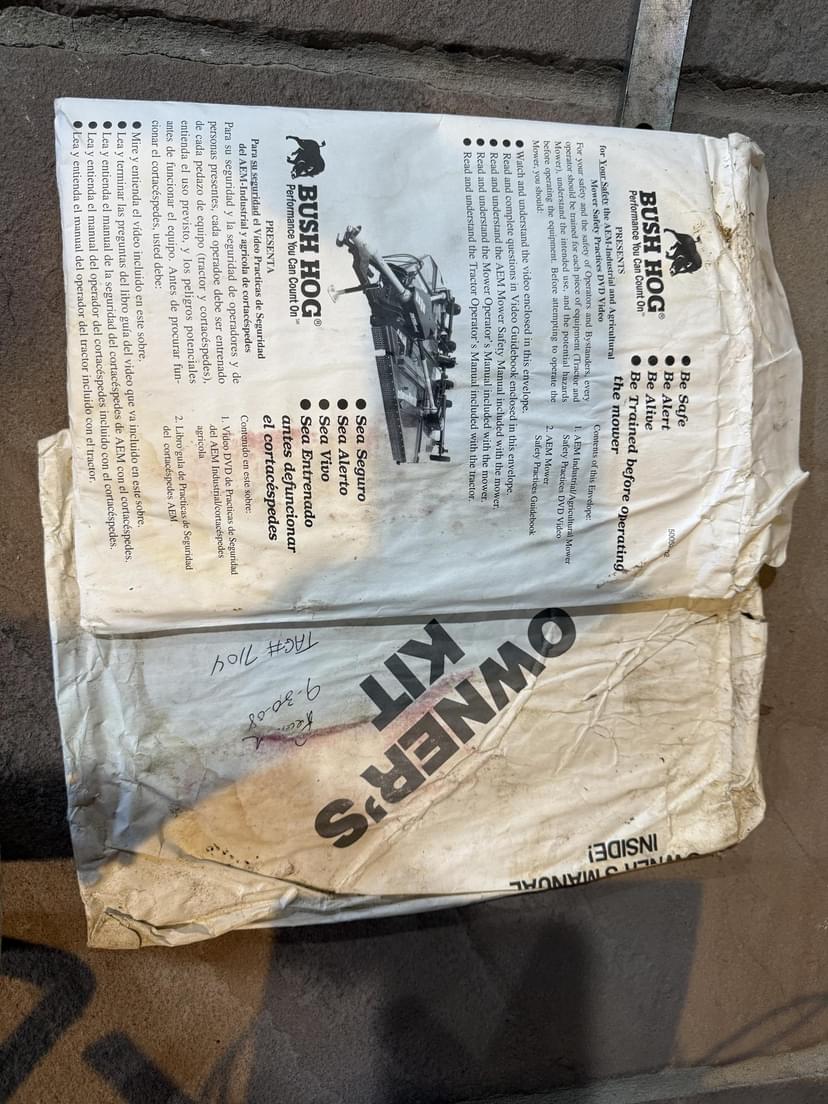 BUSH HOG®
Performance You Can Count On™
PRESENTS
for Your Safety the AEM-Industrial and Agricultural
Mower Safety Practices DVD Video
For your safety and the safety of Operators and Bystanders, every
operator should be trained for each piece of equipment (Tractor and
Mower), understand the intended use, and the potential hazards
before operating the equipment. Before attempting to operate the
Mower, you should:
● Watch and understand the video enclosed in this envelope.
● Read and complete questions in Video Guidebook enclosed in this envelope.
● Read and understand the AEM Mower Safety Manual Included with the mower.
● Read and understand the Mower Operator's Manual included with the mower.
● Read and understand the Tractor Operator's Manual included with the tractor.
● Be Safe
● Be Alert
● Be Alive
● Be Trained before operating
the mower
Contents of this Envelope:
1. AEM Industrial/Agricultural Mower
Safety Practices DVD Video
2. AEM Mower
Safety Practices Guidebook
BUSH HOG®
Performance You Can Count On™
PRESENTA
Para su seguridad el Vídeo Practicas de Seguridad
del AEM-Industrial y agrícola de cortacéspedes
Para su seguridad y la seguridad de operadores y de
personas presentes, cada operadoe debe ser entrenado
de cada pedazo de equipo (tractor y cortacéspedes),
entienda el uso previsto, y los peligros potenciales
antes de funcionar el equipo. Antes de procurar fun-
cionar el cortacéspedes, usted debe:
● Mire y entienda el vídeo incluido en este sobre.
● Lea y terminar las preguntas del libro guía del vídeo que va incluido en este sobre.
● Lea y entienda el manual de la seguridad del cortacéspedes de AEM con el cortacéspedes.
● Lea y entienda el manual del operador del cortacéspedes incluido con el cortacéspedes.
● Lea y entienda el manual del operador del tractor incluido con el tractor.
● Sea Seguro
● Sea Alerto
● Sea Vivo
● Sea Entrenado
antes defuncionar
el cortacéspedes
Contenido en este sobre:
1. Vídeo DVD de Practicas de Seguridad
del AEM Industrial/cortacéspedes
agrícola
2. Libro guía de Practicas de Seguridad
del cortacéspedes AEM
OWNER'S
KIT
TAG# 7104
9-30-08
OWNER'S MANUAL
INSIDE!